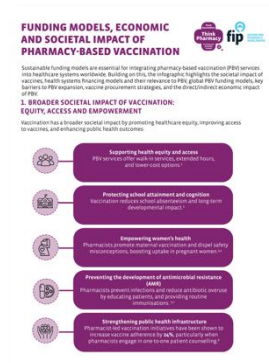 FUNDING MODELS, ECONOMIC
AND SOCIETAL IMPACT OF
PHARMACY-BASED VACCINATION
Think
Pharmacy
fip
Sustainable funding models are essential for integrating pharmacy-based vaccination (PBV) services
into healthcare systems worldwide. Building on this, the infographic highlights the societal impact of
vaccines, health systems financing models and their relevance to PBV, global PBV funding models, key
barriers to PBV expansion, vaccine procurement strategies, and the direct/indirect economic impact
of PBV.
1. BROADER SOCIETAL IMPACT OF VACCINATION:
EQUITY, ACCESS AND EMPOWERMENT
Vaccination has a broader societal impact by promoting healthcare equity, improving access
to vaccines, and enhancing public health outcomes:
Supporting health equity and access
PBV services offer walk-in services, extended hours,
and lower-cost options.
Protecting school attainment and cognition
Vaccination reduces school absenteeism and long-term
developmental impact.
Empowering women's health
Pharmacists promote maternal vaccination and dispel safety
misconceptions, boosting uptake in pregnant women.
Preventing the development of antimicrobial resistance
(AMR)
Pharmacists prevent infections and reduce antibiotic overuse
by educating patients, and providing routine
immunisations.
Strengthening public health infrastructure
Pharmacist led vaccination initiatives have been shown to
increase vaccine adherence by 24%, particularly when
pharmacists engage in one-to-one patient counselling.